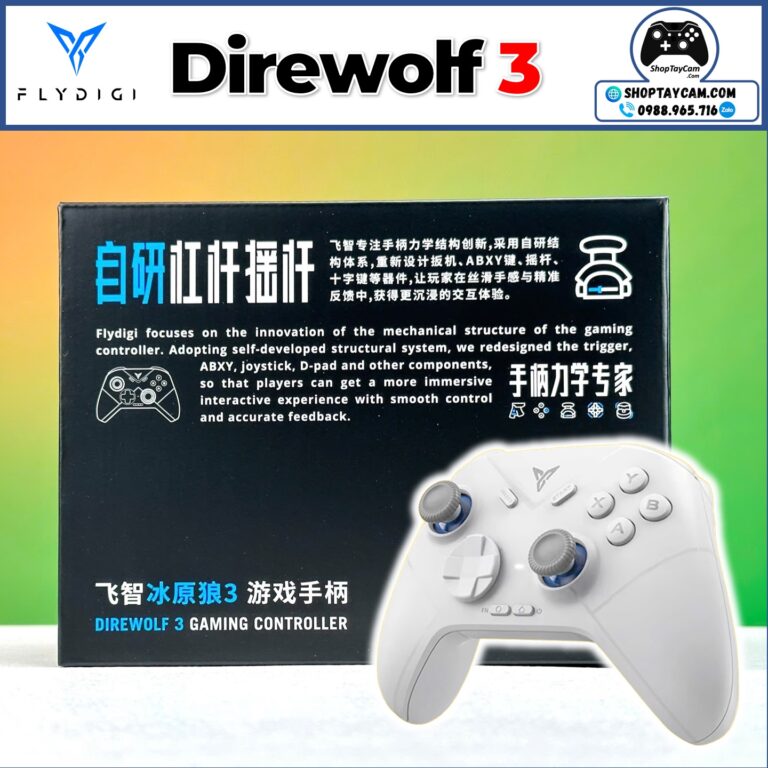 FLYDIGI
Direwolf 3
ShopTayCam
.Com
SHOPTAYCAM.COM
0988.965.716 Zalo
自研杠杆摇杆
飞智专注手柄力学结构创新,采用自研结
构体系,重新设计扳机、ABXY键、摇杆、
十字键等器件,让玩家在丝滑手感与精准
反馈中,获得更沉浸的交互体验。
Flydigi focuses on the innovation of the mechanical structure of the gaming
controller. Adopting self-developed structural system, we redesigned the trigger,
ABXY, joystick, D-pad and other components,
so that players can get a more immersive
interactive experience with smooth control
and accurate feedback.
手柄力学专家
Y
X
B
A
FN
飞智冰原狼3 游戏手柄
DIREWOLF 3 GAMING CONTROLLER